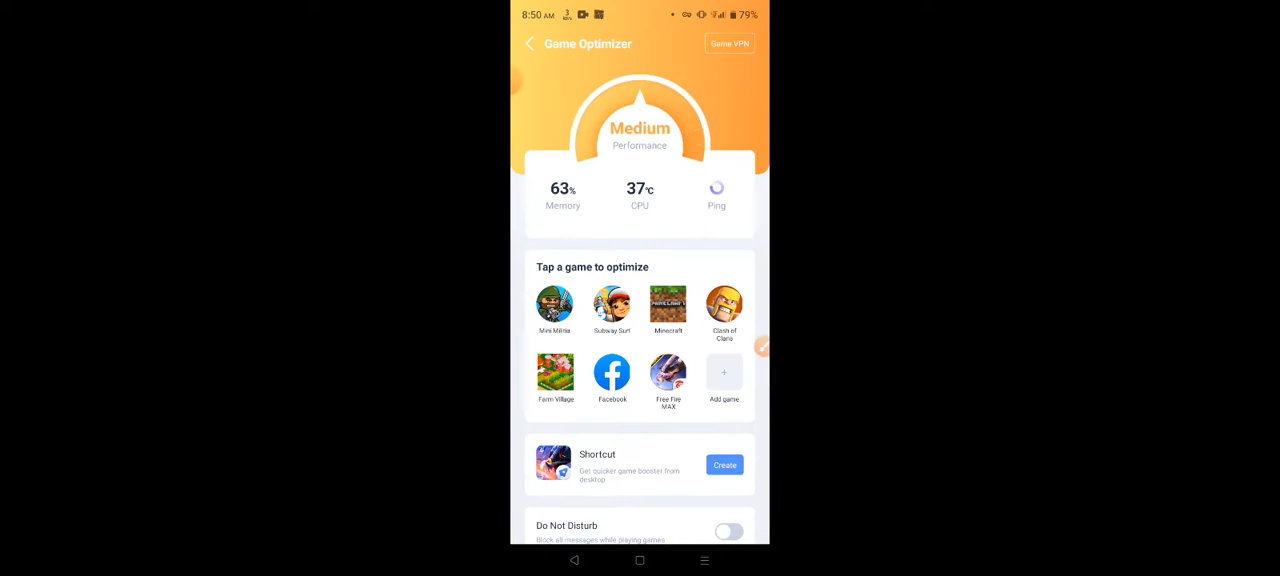 8:50 AM 3 kB/s 79%
Game Optimizer Game VPN
Medium
Performance
63% 37°C
Memory CPU Ping
Tap a game to optimize
Mini Militia Subway Surf Minecraft Clash of Clans
Farm Village Facebook Free Fire MAX Add game
Shortcut
Get quicker game booster from desktop
Create
Do Not Disturb
Block all messages while playing games